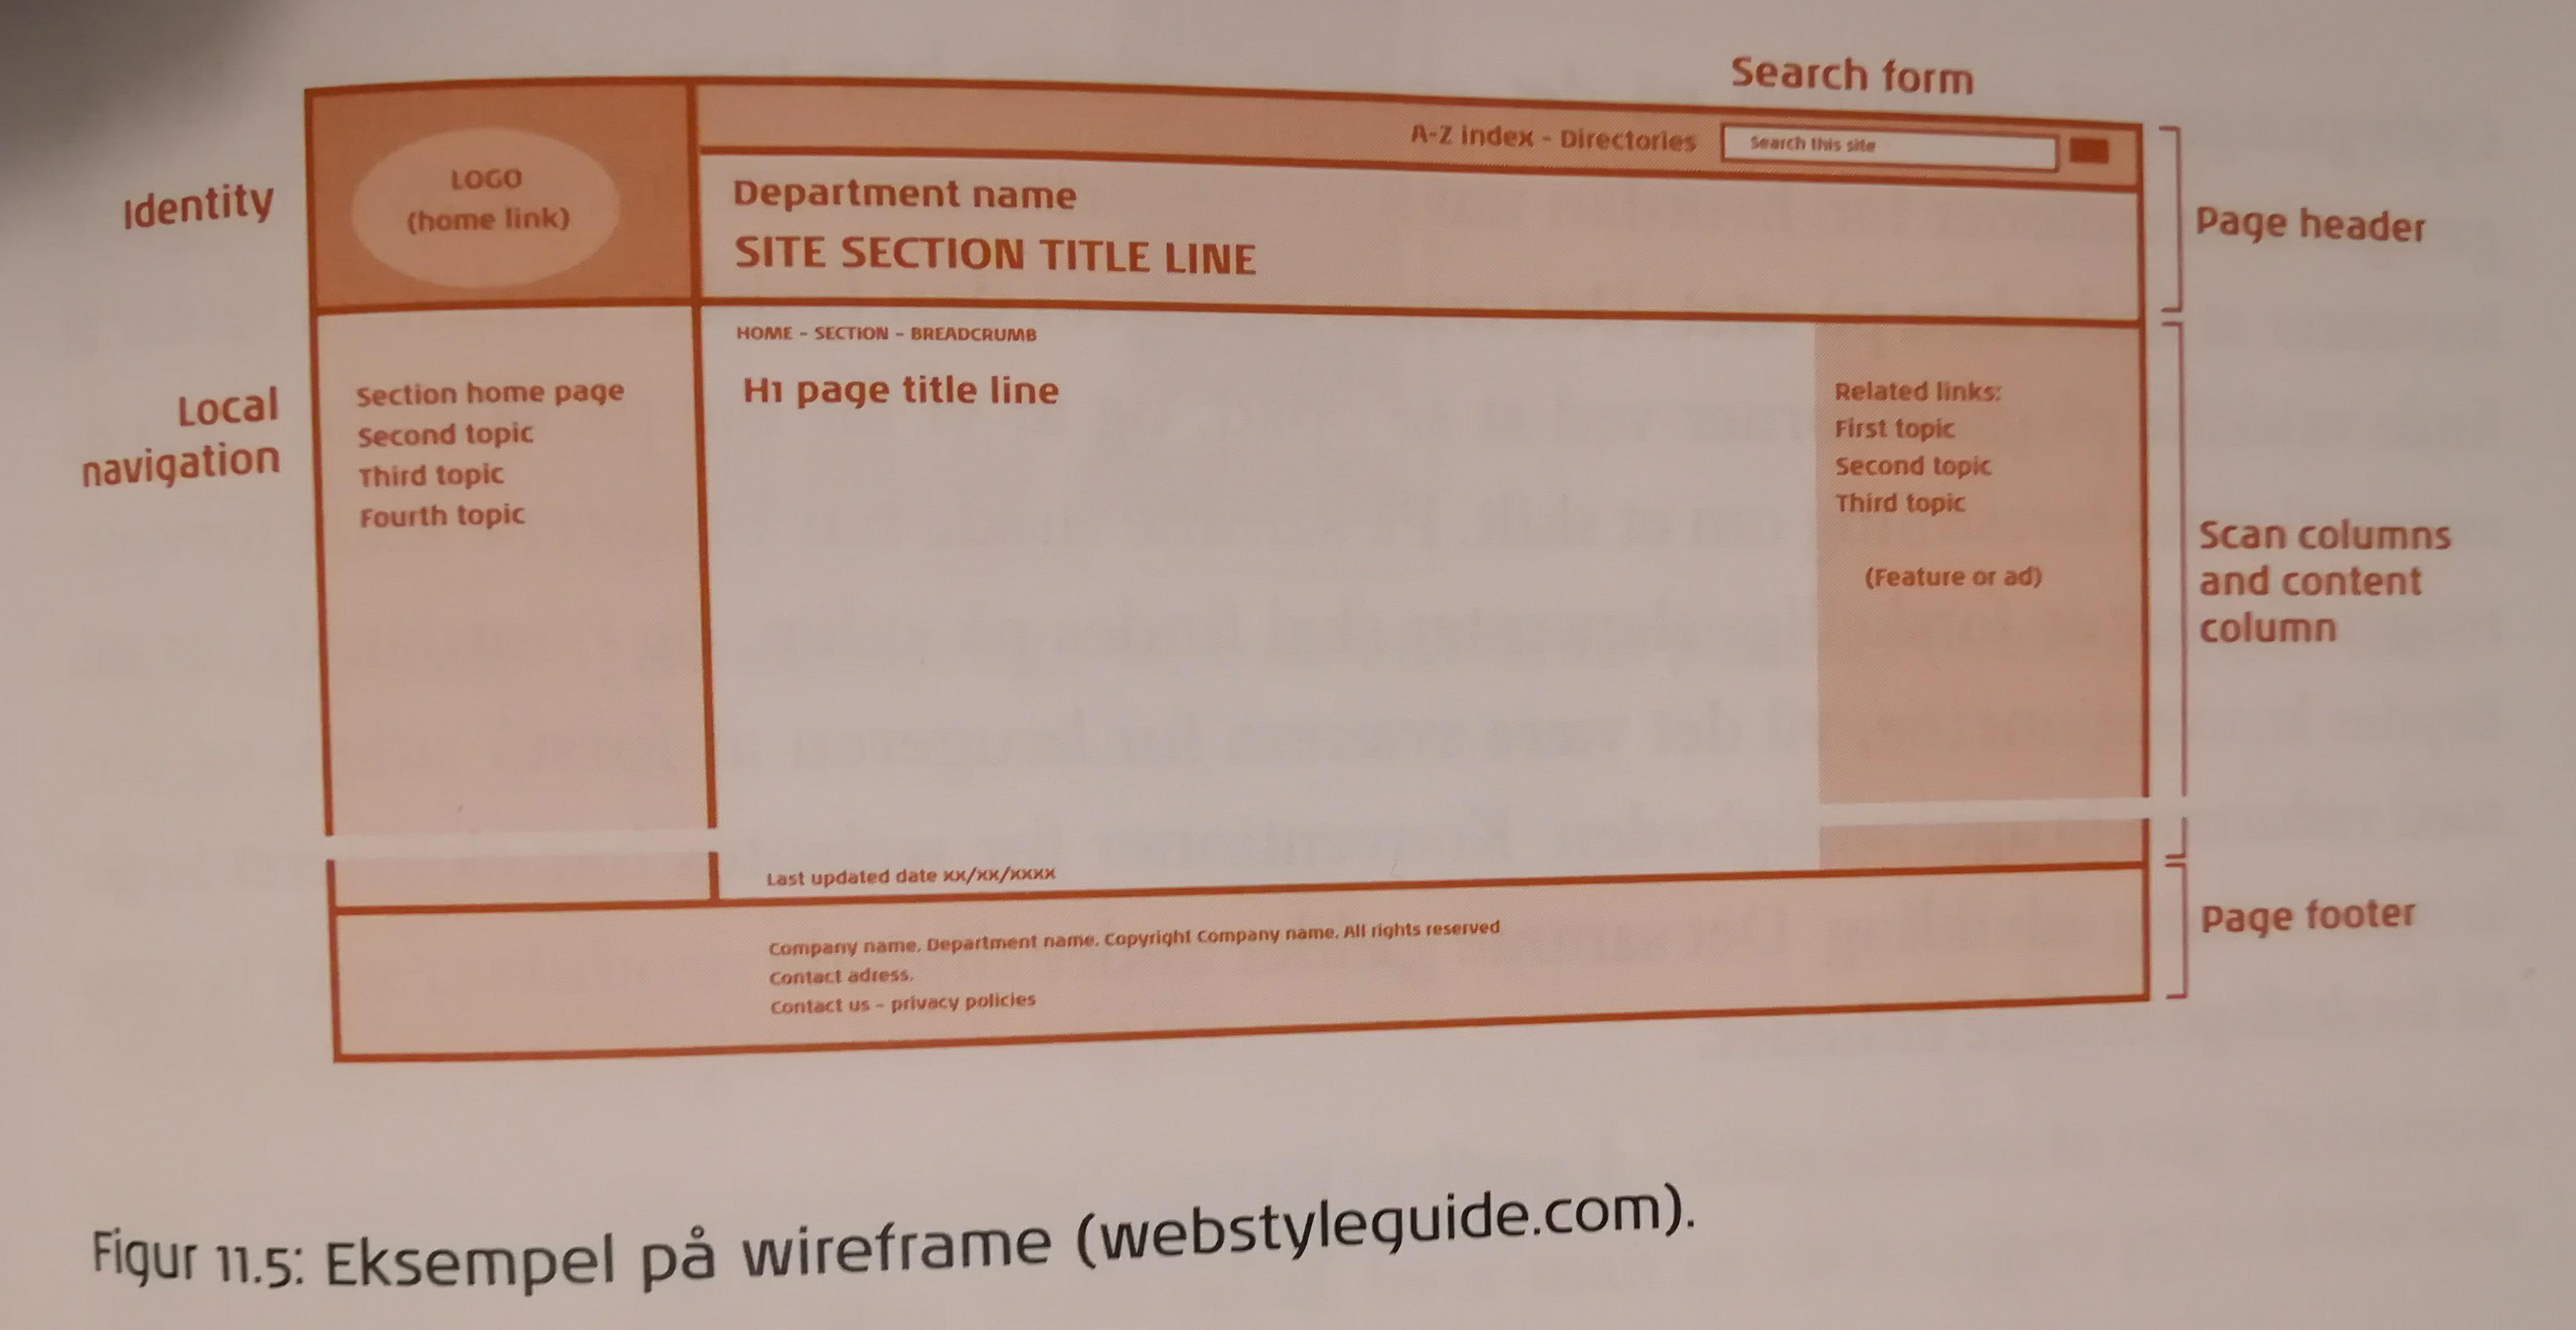 Search form
A-Z index - Directories
Search this site
Identity
LOGO
(home link)
Department name
SITE SECTION TITLE LINE
Page header
HOME - SECTION - BREADCRUMB
Local
navigation
Section home page
Second topic
Third topic
Fourth topic
H1 page title line
Related links:
First topic
Second topic
Third topic
(Feature or ad)
Scan columns
and content
column
Last updated date xx/xx/xxxx
Company name, Department name, Copyright Company name, All rights reserved
Contact adress,
Contact us - privacy policies
Page footer
Figur 11.5: Eksempel på wireframe (webstyleguide.com).